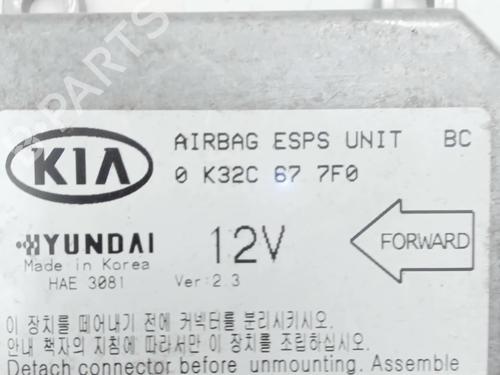 KIA
AIRBAG ESPS UNIT BC
0 K32C 67 7F0
HYUNDAI
Made in Korea
HAE 3081
12V
Ver:2.3
FORWARD
이 장치를 떼어내기 전에 커넥터를 분리시키시오.
안내 책자의 지침에 따라서만 이 장치를 조립하시오.
Detach connector before unmounting. Assemble